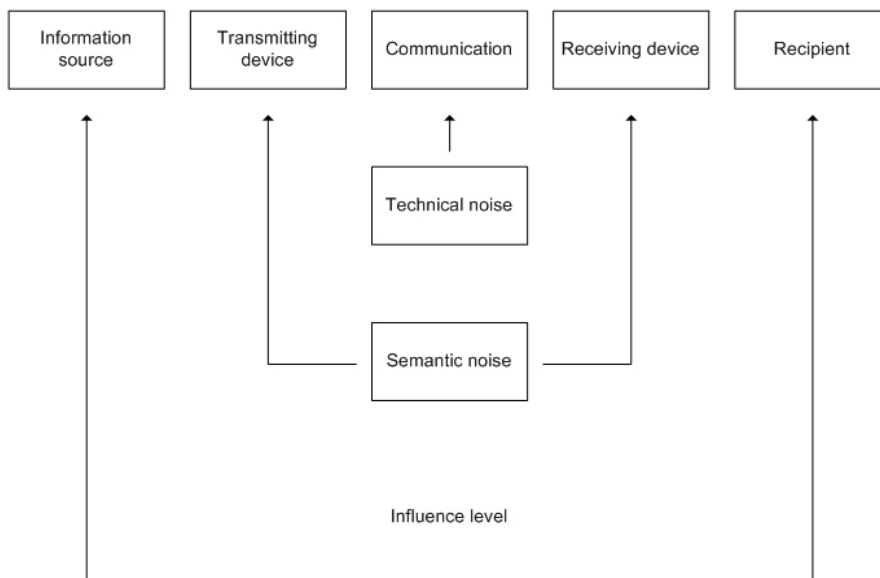 Information
source
Transmitting
device
Communication
Receiving device
Recipient
Technical noise
Semantic noise
Influence level